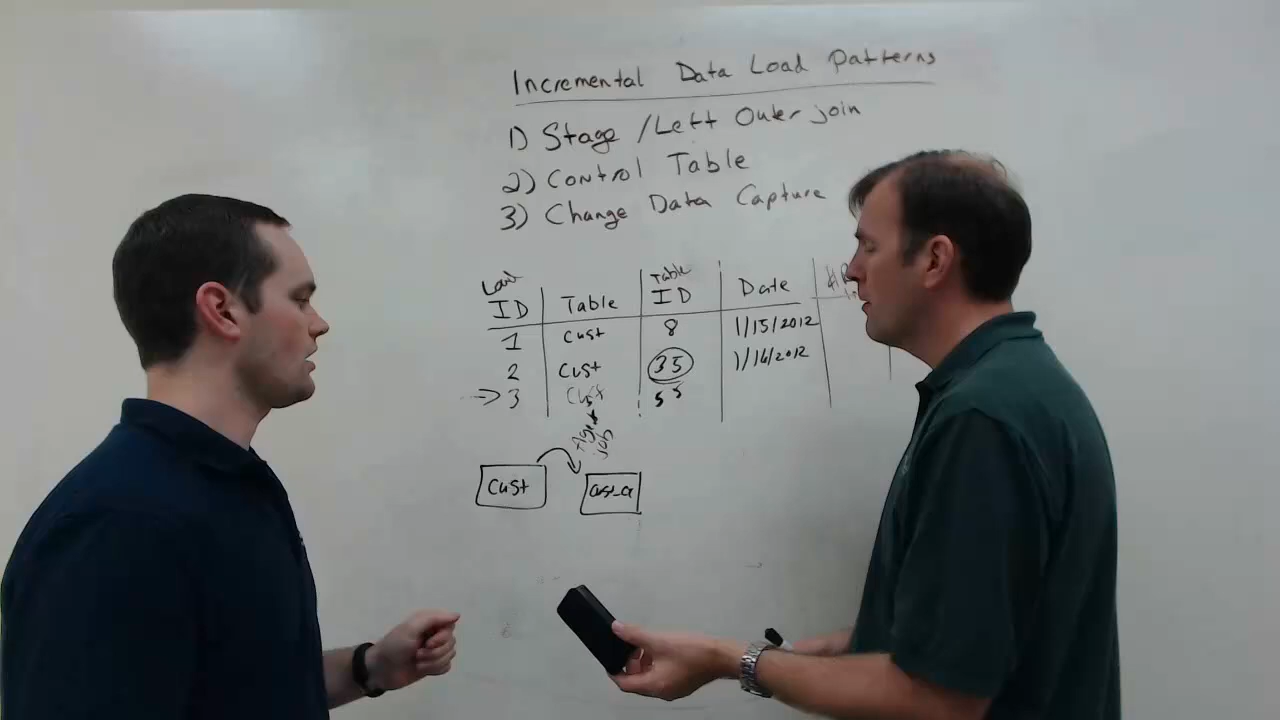 Incremental Data Load Patterns
1) Stage / Left Outer join
2) Control Table
3) Change Data Capture
Load Table
ID Table ID Date #R
1 Cust 8 1/15/2012
2 Cust 35 1/16/2012
→ 3 Cust 55
Agent
Job
Cust